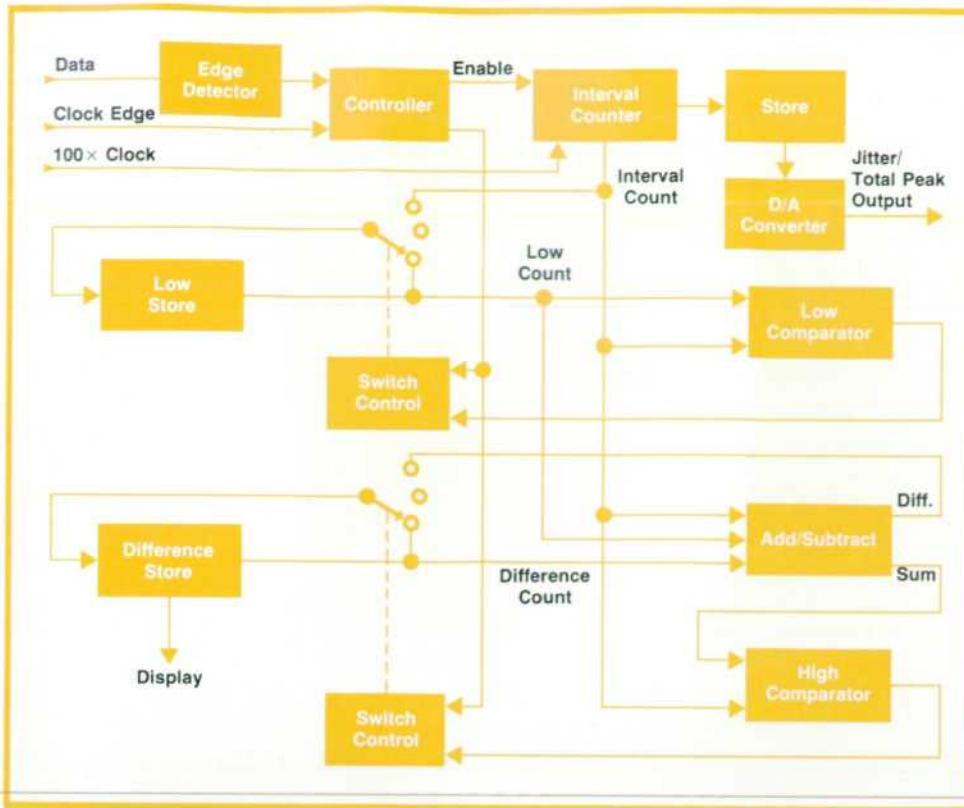 Data
Edge
Detector
Clock Edge
100× Clock
Controller
Enable
Interval
Counter
Store
Jitter/
Total Peak
Output
D/A
Converter
Interval
Count
Low
Count
Low
Store
Low
Comparator
Switch
Control
Diff.
Add/Subtract
Sum
Difference
Store
Difference
Count
Display
High
Comparator
Switch
Control